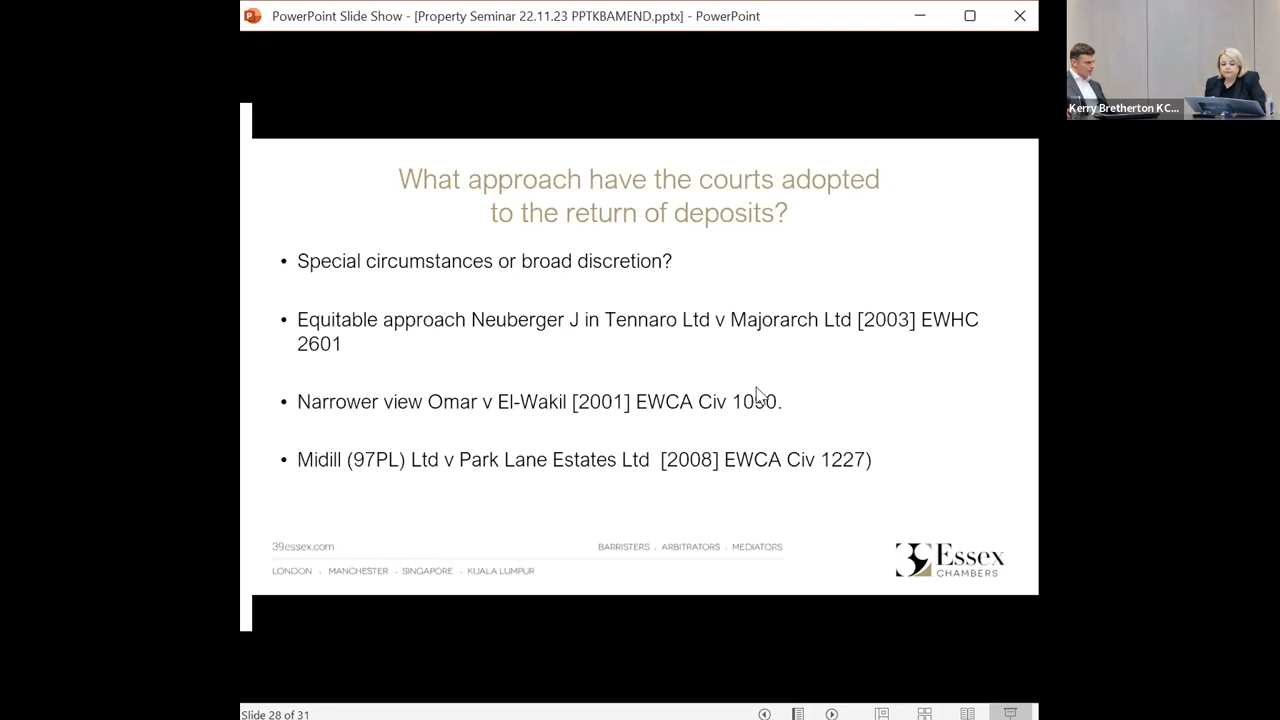 PowerPoint Slide Show - [Property Seminar 22.11.23 PPTKBAMEND.pptx] - PowerPoint
Kerry Bretherton KC...
What approach have the courts adopted
to the return of deposits?
• Special circumstances or broad discretion?
• Equitable approach Neuberger J in Tennaro Ltd v Majorarch Ltd [2003] EWHC
2601
• Narrower view Omar v El-Wakil [2001] EWCA Civ
• Midill (97PL) Ltd v Park Lane Estates Ltd [2008] EWCA Civ 1227)
39essex.com
BARRISTERS . ARBITRATORS . MEDIATORS
LONDON . MANCHESTER . SINGAPORE . KUALA LUMPUR
39 Essex
CHAMBERS
Slide 28 of 31